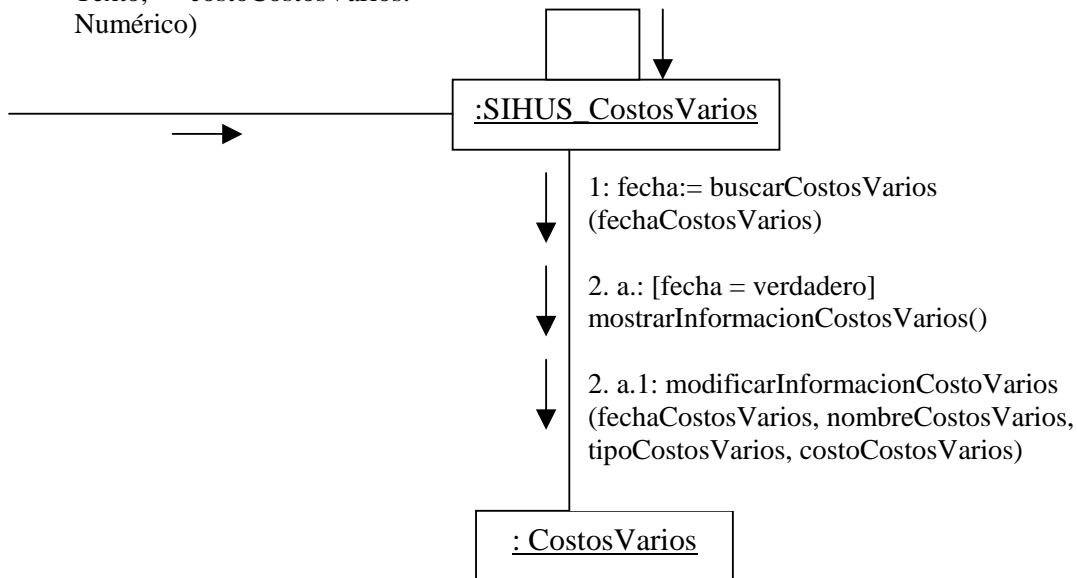 Numérico)
:SIHUS_CostosVarios
1: fecha:= buscarCostosVarios
(fechaCostosVarios)
2. a.: [fecha = verdadero]
mostrarInformacionCostosVarios()
2. a.1: modificarInformacionCostoVarios
(fechaCostosVarios, nombreCostosVarios,
tipoCostosVarios, costoCostosVarios)
: CostosVarios